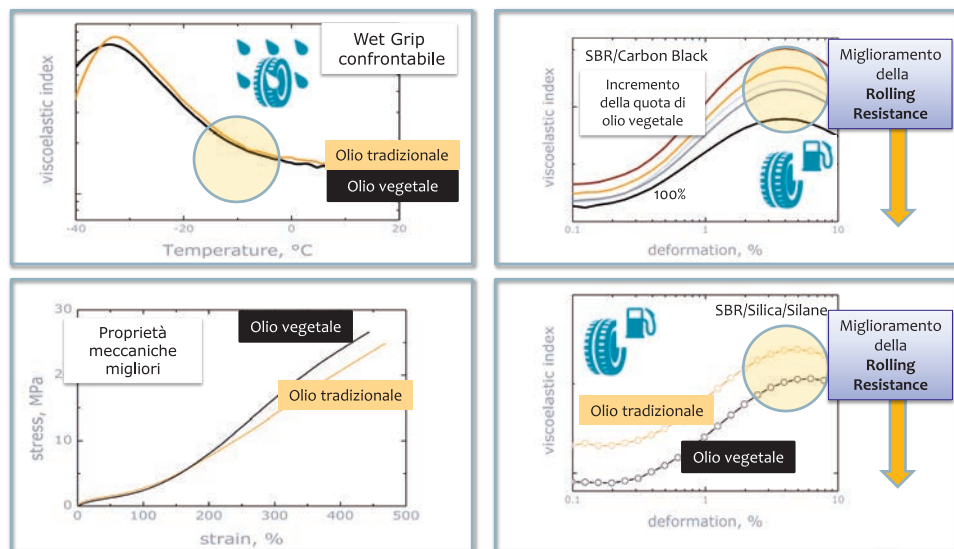 Wet Grip
confrontabile
viscoelastic index
Olio tradizionale
Olio vegetale
-40
-20
0
20
Temperature, °C
SBR/Carbon Black
Incremento
della quota di
olio vegetale
viscoelastic index
100%
0.1
1
10
deformation, %
Miglioramento
della
Rolling
Resistance
30
20
10
0
stress, MPa
Proprietà
meccaniche
migliori
Olio vegetale
Olio tradizionale
0
100
200
300
400
500
strain, %
SBR/Silica/Silane
viscoelastic index
Olio tradizionale
Olio vegetale
0.1
1
10
deformation, %
Miglioramento
della
Rolling
Resistance